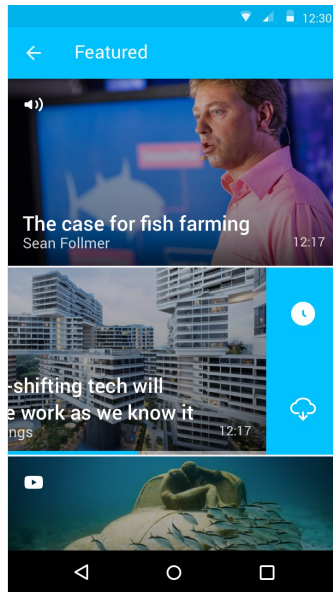 12:30
Featured
The case for fish farming
Sean Follmer
12:17
-shifting tech will
e work as we know it
ngs
12:17